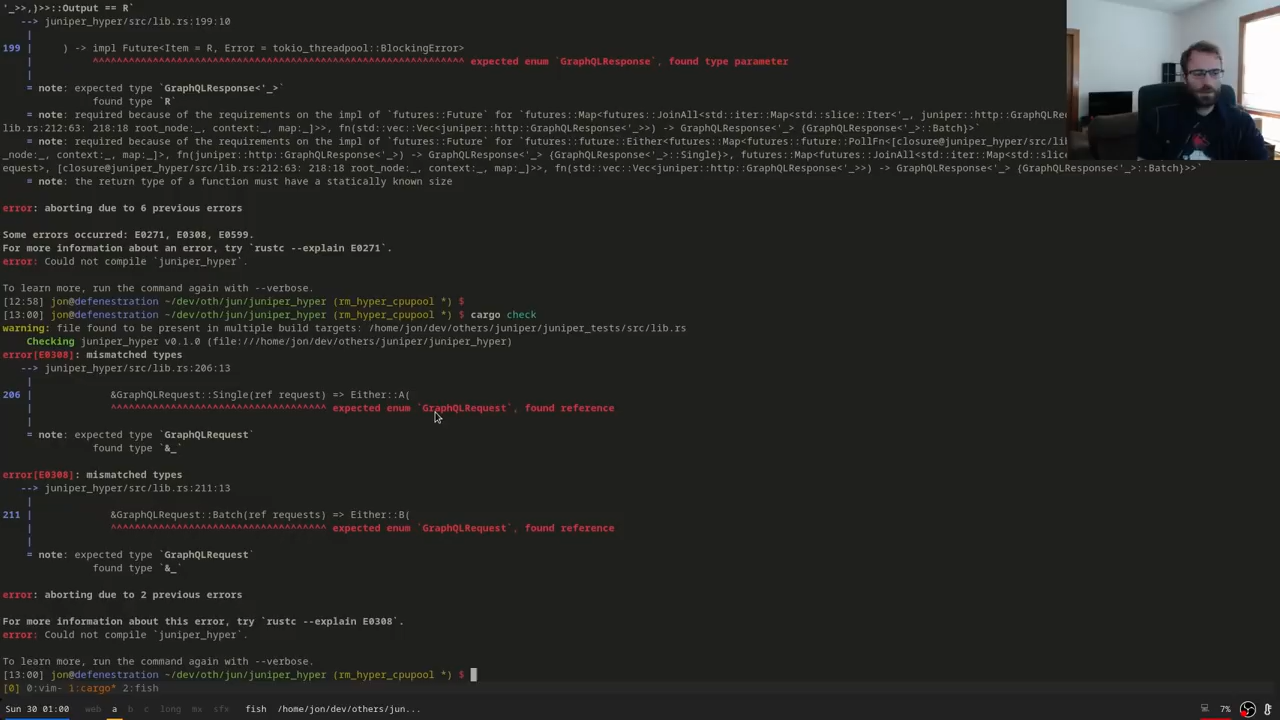 '_>>,)>>::Output == R`
--> juniper_hyper/src/lib.rs:199:10
|
199 | ) -> impl Future<Item = R, Error = tokio_threadpool::BlockingError>
| ^^^^^^^^^^^^^^^^^^^^^^^^^^^^^^^^^^^^^^^^^^^^^^^^^^^^^^^^^^^^^^^^ expected enum `GraphQLResponse`, found type parameter
|
= note: expected type `GraphQLResponse<'_>`
found type `R`
= note: required because of the requirements on the impl of `futures::Future` for `futures::Map<futures::JoinAll<std::iter::Map<std::slice::Iter<'_, juniper::http::GraphQL
lib.rs:212:63: 218:18 root_node:_, context:_, map:_]>>, fn(std::vec::Vec<juniper::http::GraphQLResponse<'_>>) -> GraphQLResponse<'_> {GraphQLResponse<'_>::Batch}>`
= note: required because of the requirements on the impl of `futures::Future` for `futures::Either<futures::Map<futures::PollFn<[closure@juniper_hyper/src/lib
_node:_, context:_, map:_]>, fn(juniper::http::GraphQLResponse<'_>) -> GraphQLResponse<'_> {GraphQLResponse<'_>::Single}>, futures::Map<futures::JoinAll<std::iter::Map<std::slic
equest>, [closure@juniper_hyper/src/lib.rs:212:63: 218:18 root_node:_, context:_, map:_]>>, fn(std::vec::Vec<juniper::http::GraphQLResponse<'_>>) -> GraphQLResponse<'_> {GraphQLResponse<'_>::Batch}>>`
= note: the return type of a function must have a statically known size
error: aborting due to 6 previous errors
Some errors occurred: E0271, E0308, E0599.
For more information about an error, try `rustc --explain E0271`.
error: Could not compile `juniper_hyper`.
To learn more, run the command again with --verbose.
[12:58] jon@defenestration ~/dev/oth/jun/juniper_hyper (rm_hyper_cpupool *) $
[13:00] jon@defenestration ~/dev/oth/jun/juniper_hyper (rm_hyper_cpupool *) $ cargo check
warning: file found to be present in multiple build targets: /home/jon/dev/others/juniper/juniper_tests/src/lib.rs
Checking juniper_hyper v0.1.0 (file:///home/jon/dev/others/juniper/juniper_hyper)
error[E0308]: mismatched types
--> juniper_hyper/src/lib.rs:206:13
|
206 | &GraphQLRequest::Single(ref request) => Either::A(
| ^^^^^^^^^^^^^^^^^^^^^^^^^^^^^^^^^^^^ expected enum `GraphQLRequest`, found reference
|
= note: expected type `GraphQLRequest`
found type `&_`
error[E0308]: mismatched types
--> juniper_hyper/src/lib.rs:211:13
|
211 | &GraphQLRequest::Batch(ref requests) => Either::B(
| ^^^^^^^^^^^^^^^^^^^^^^^^^^^^^^^^^^^^ expected enum `GraphQLRequest`, found reference
|
= note: expected type `GraphQLRequest`
found type `&_`
error: aborting due to 2 previous errors
For more information about this error, try `rustc --explain E0308`.
error: Could not compile `juniper_hyper`.
To learn more, run the command again with --verbose.
[13:00] jon@defenestration ~/dev/oth/jun/juniper_hyper (rm_hyper_cpupool *) $
[0] 0:vim- 1:cargo* 2:fish
Sun 30 01:00 web a b c long mx sfx fish /home/jon/dev/others/jun... 7%